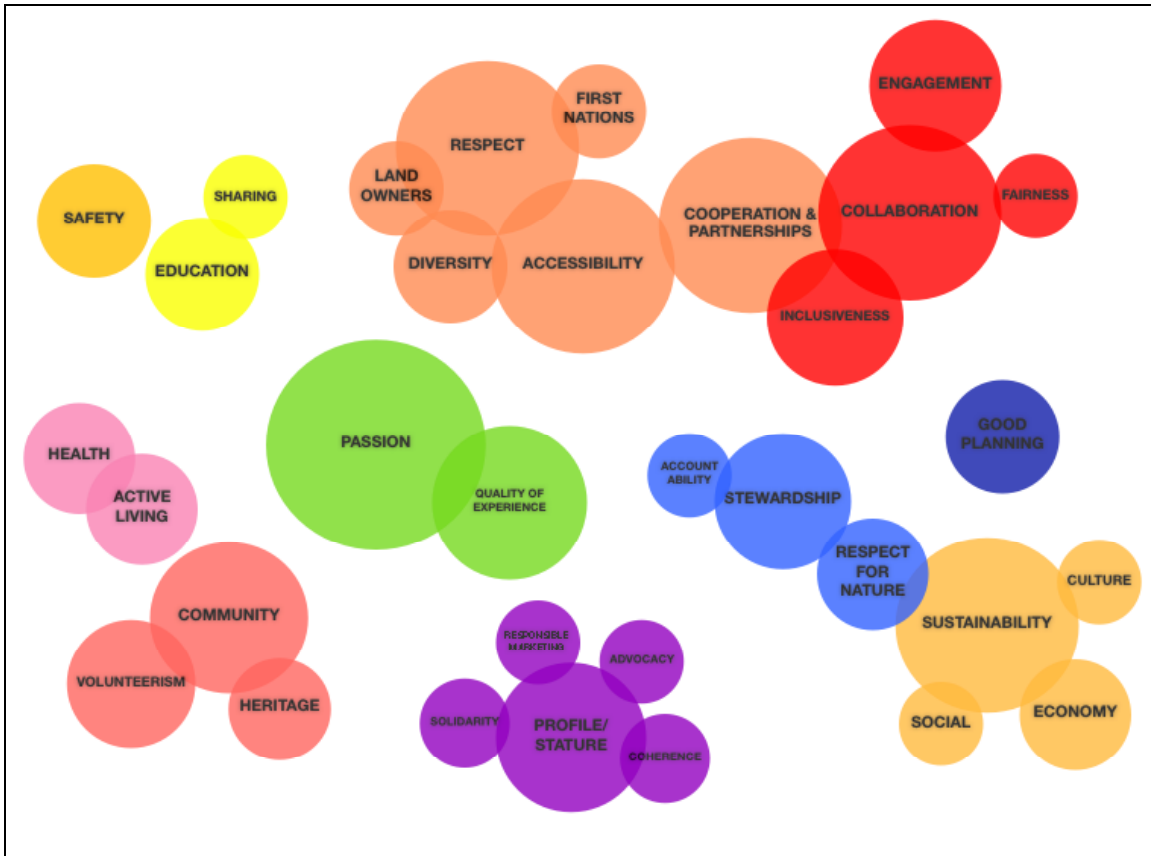 ENGAGEMENT
FIRST
NATIONS
RESPECT
LAND
OWNERS
SHARING
SAFETY
FAIRNESS
COOPERATION &
PARTNERSHIPS
COLLABORATION
EDUCATION
DIVERSITY
ACCESSIBILITY
INCLUSIVENESS
PASSION
GOOD
PLANNING
HEALTH
ACTIVE
LIVING
QUALITY OF
EXPERIENCE
ACCOUNT
ABILITY
STEWARDSHIP
RESPECT
FOR
NATURE
CULTURE
SUSTAINABILITY
COMMUNITY
VOLUNTEERISM
HERITAGE
RESPONSIBLE
MARKETING
ADVOCACY
SOLIDARITY
PROFILE/
STATURE
COHERENCE
SOCIAL
ECONOMY